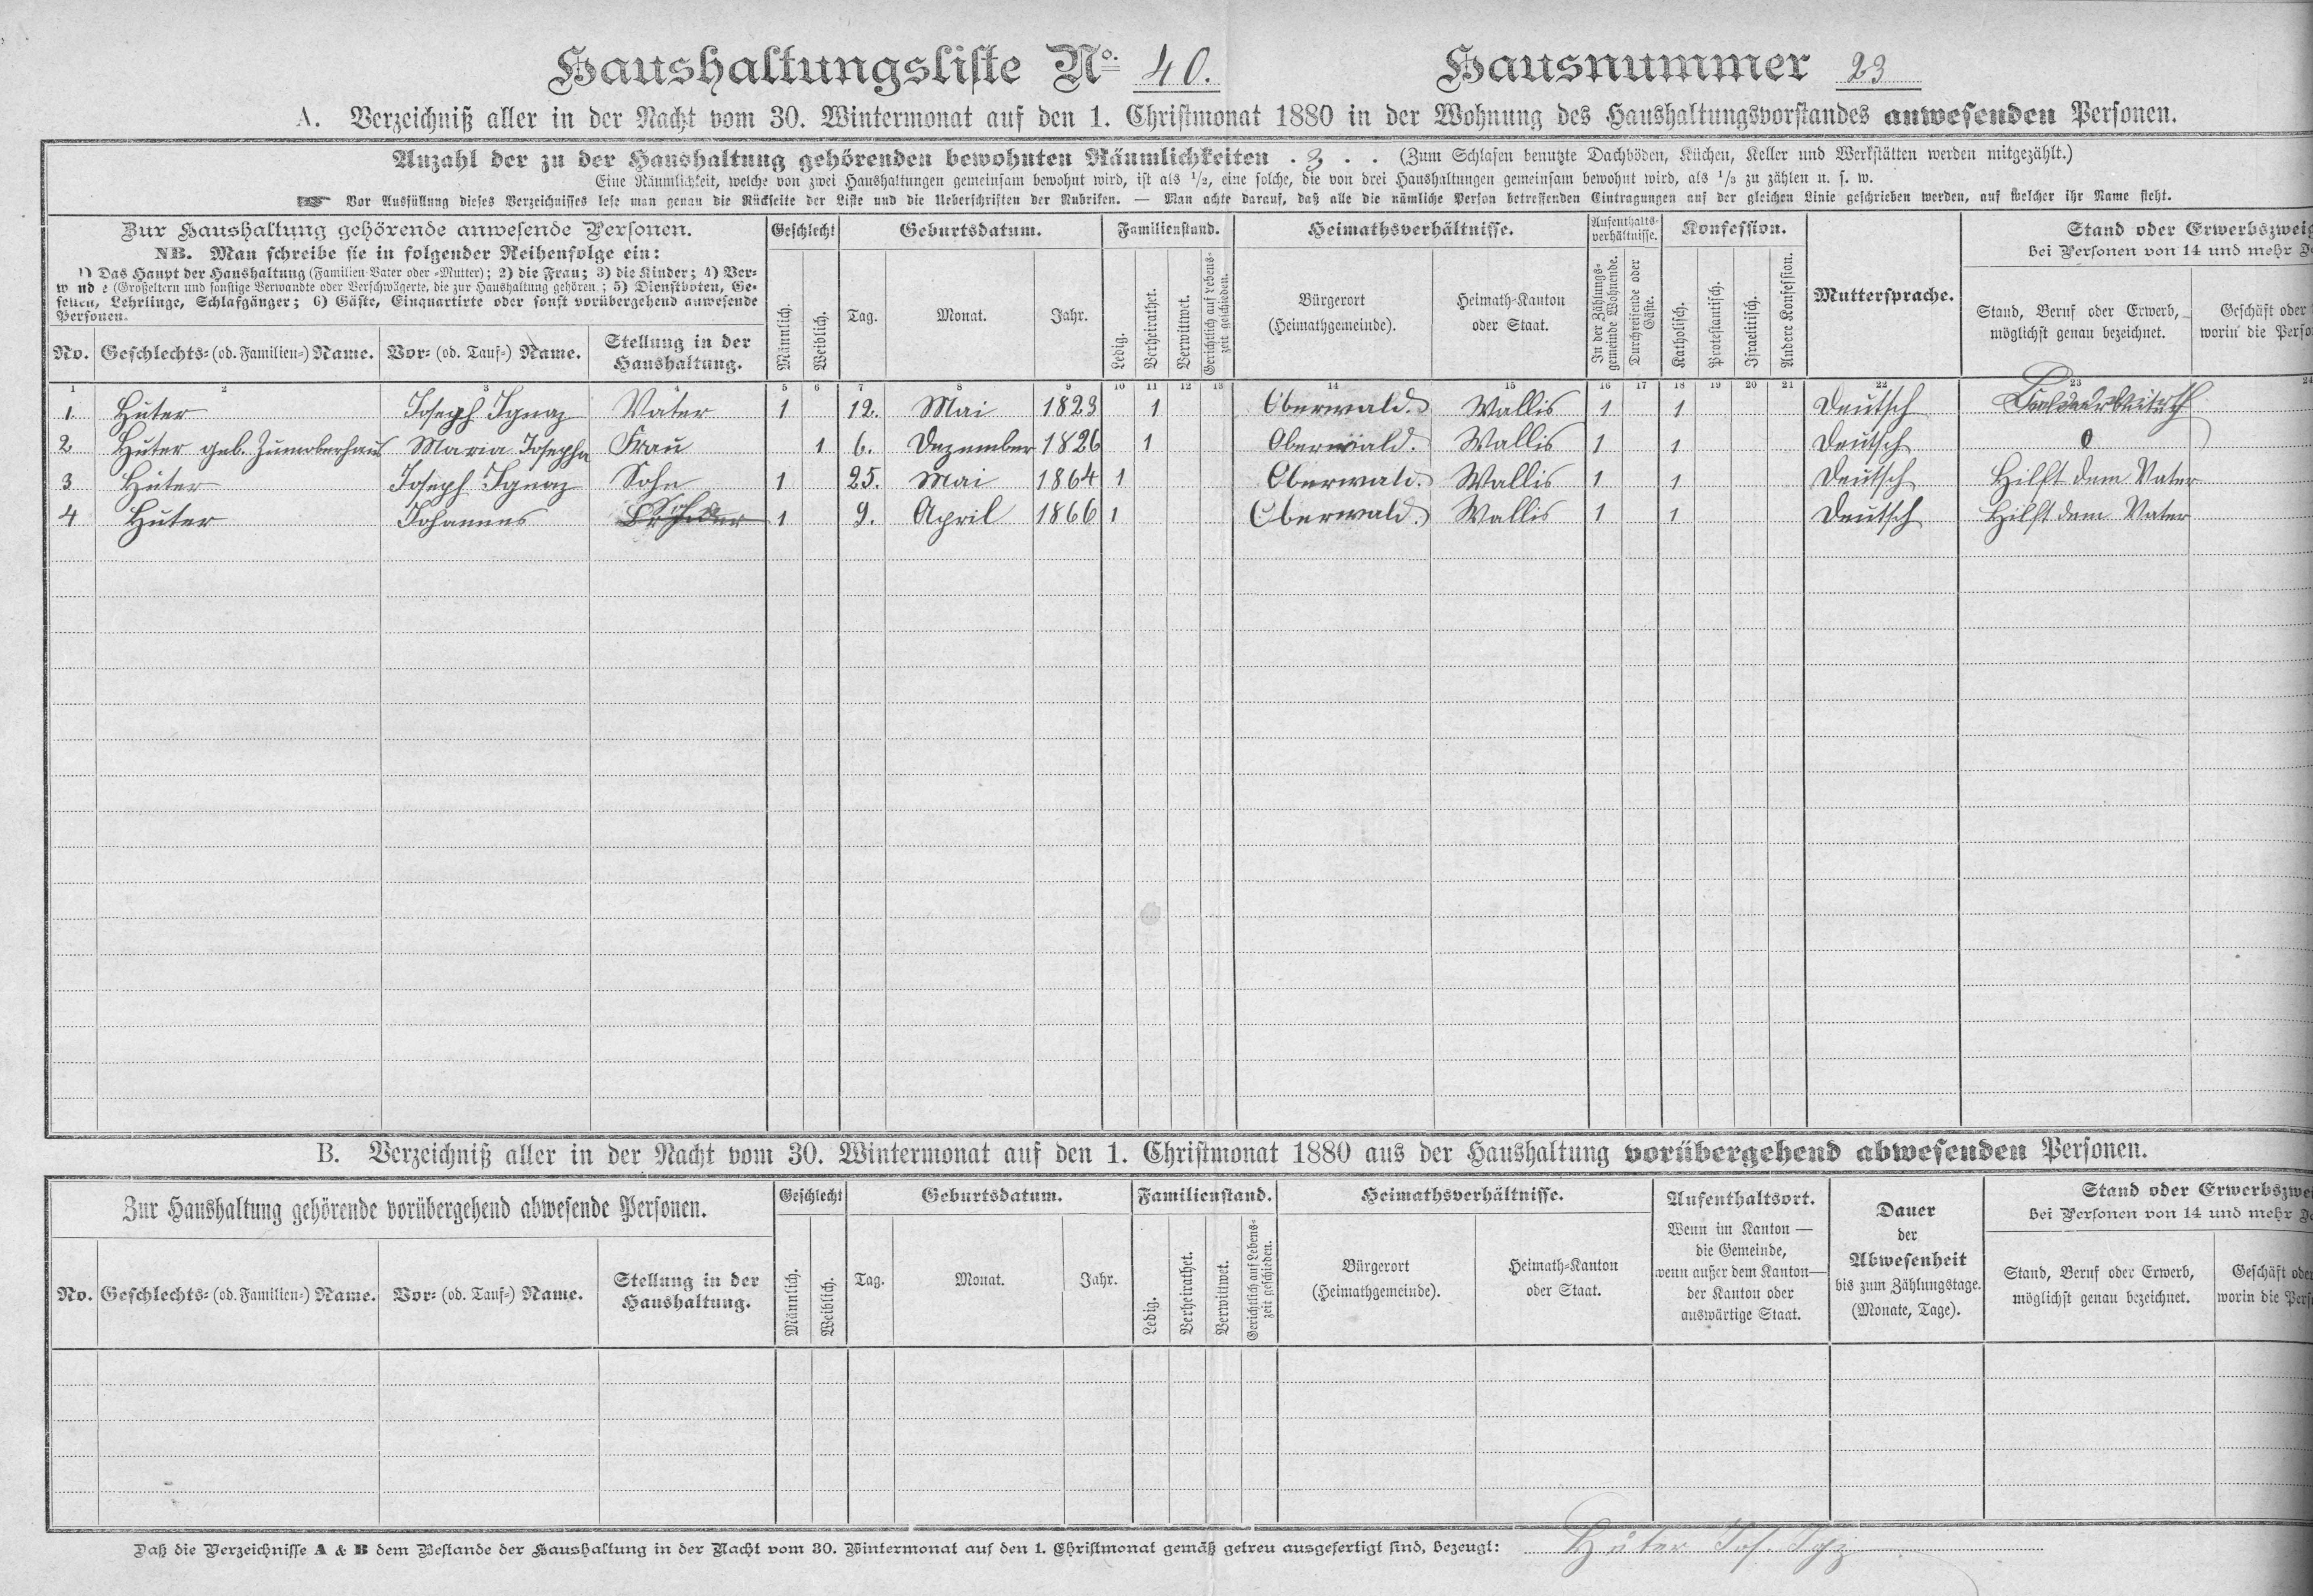 Haushaltungsliste No. 40. Hausnummer 23
A. Verzeichniß aller in der Nacht vom 30. Wintermonat auf den 1. Christmonat 1880 in der Wohnung des Haushaltungsvorstandes anwesenden Personen.
Anzahl der zu der Haushaltung gehörenden bewohnten Räumlichkeiten . 3 . . (Zum Schlafen benutzte Dachböden, Küchen, Keller und Werkstätten werden mitgezählt.)
Eine Räumlichkeit, welche von zwei Haushaltungen gemeinsam bewohnt wird, ist als 1/2, eine solche, die von drei Haushaltungen gemeinsam bewohnt wird, als 1/3 zu zählen u. s. w.
☞ Vor Ausfüllung dieses Verzeichnisses lese man genau die Rückseite der Liste und die Ueberschriften der Rubriken. — Man achte darauf, daß alle die nämliche Person betreffenden Eintragungen auf der gleichen Linie geschrieben werden, auf welcher ihr Name steht.
Zur Haushaltung gehörende anwesende Personen.
NB. Man schreibe sie in folgender Reihenfolge ein:
1) Das Haupt der Haushaltung (Familien-Vater oder -Mutter); 2) die Frau; 3) die Kinder; 4) Ver-
w nd e (Großeltern und sonstige Verwandte oder Verschwägerte, die zur Haushaltung gehören; 5) Dienstboten, Ge-
sellen, Lehrlinge, Schlafgänger; 6) Gäste, Einquartirte oder sonst vorübergehend anwesende
Personen.
No. Geschlechts- (od. Familien-) Name. Vor- (od. Tauf-) Name. Stellung in der
Haushaltung.
Geschlecht
Männlich.
Weiblich.
Geburtsdatum.
Tag. Monat. Jahr.
Familienstand.
Ledig.
Verheirathet.
Verwittwet.
Gerichtlich auf Lebens-
zeit geschieden.
Heimathsverhältnisse.
Bürgerort
(Heimathgemeinde).
Heimath-Kanton
oder Staat.
Aufenthalts-
verhältnisse.
In der Zählungs-
gemeinde Wohnende.
Durchreisende oder
Gäste.
Konfession.
Katholisch.
Protestantisch.
Israelitisch.
Andere Konfession.
Muttersprache.
Stand oder Erwerbszweig
bei Personen von 14 und mehr
Stand, Beruf oder Erwerb,
möglichst genau bezeichnet.
Geschäft oder
worin die Perso
1 2 3 4 5 6 7 8 9 10 11 12 13 14 15 16 17 18 19 20 21 22 23 24
1. Huter Joseph Ignaz Vater 1 12. Mai 1823 1 Oberwald. Wallis 1 1 Deutsch
2 Huter geb. Zumoberhaus Maria Josepha Frau 1 6. Dezember 1826 1 Oberwald. Wallis 1 1 Deutsch 0
3 Huter Joseph Ignaz Sohn 1 25. Mai 1864 1 Oberwald. Wallis 1 1 Deutsch Hilft dem Vater
4 Huter Johannes Sohn 1 9. April 1866 1 Oberwald. Wallis 1 1 Deutsch Hilft dem Vater
B. Verzeichniß aller in der Nacht vom 30. Wintermonat auf den 1. Christmonat 1880 aus der Haushaltung vorübergehend abwesenden Personen.
Zur Haushaltung gehörende vorübergehend abwesende Personen.
No. Geschlechts- (od. Familien-) Name. Vor- (od. Tauf-) Name. Stellung in der
Haushaltung.
Geschlecht
Männlich.
Weiblich.
Geburtsdatum.
Tag. Monat. Jahr.
Familienstand.
Ledig.
Verheirathet.
Verwittwet.
Gerichtlich auf Lebens-
zeit geschieden.
Heimathsverhältnisse.
Bürgerort
(Heimathgemeinde).
Heimath-Kanton
oder Staat.
Aufenthaltsort.
Wenn im Kanton —
die Gemeinde,
wenn außer dem Kanton—
der Kanton oder
auswärtige Staat.
Dauer
der
Abwesenheit
bis zum Zählungstage.
(Monate, Tage).
Stand oder Erwerbszwei
bei Personen von 14 und mehr
Stand, Beruf oder Erwerb,
möglichst genau bezeichnet.
Geschäft oder
worin die Pers
Daß die Verzeichnisse A & B dem Bestande der Haushaltung in der Nacht vom 30. Wintermonat auf den 1. Christmonat gemäß getreu ausgefertigt sind, bezeugt: Huter Jos. Igz